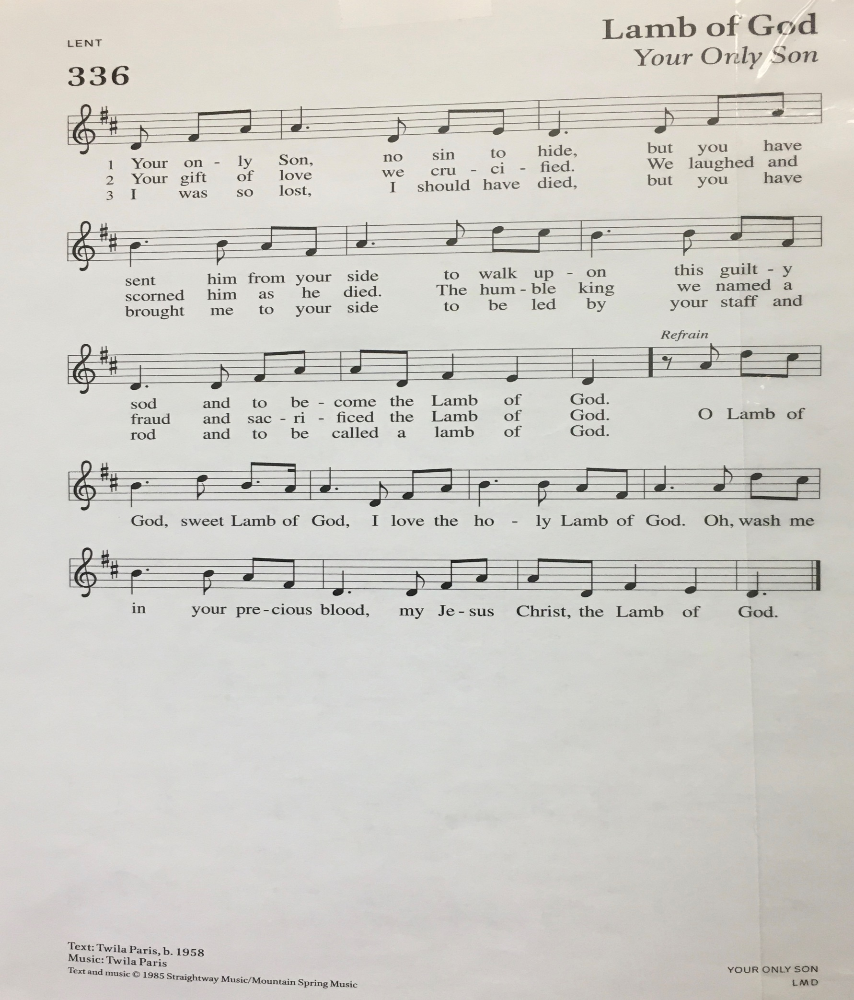 LENT
Lamb of God
Your Only Son
336
1 Your on - ly Son, no sin to hide, but you have
2 Your gift of love we cru - ci - fied. We laughed and
3 I was so lost, I should have died, but you have
sent him from your side to walk up - on this guilt - y
scorned him as he died. The hum - ble king we named a
brought me to your side to be led by your staff and
Refrain
sod and to be - come the Lamb of God.
fraud and sac - ri - ficed the Lamb of God. O Lamb of
rod and to be called a lamb of God.
God, sweet Lamb of God, I love the ho - ly Lamb of God. Oh, wash me
in your pre - cious blood, my Je - sus Christ, the Lamb of God.
Text: Twila Paris, b. 1958
Music: Twila Paris
Text and music © 1985 Straightway Music/Mountain Spring Music
YOUR ONLY SON
LMD